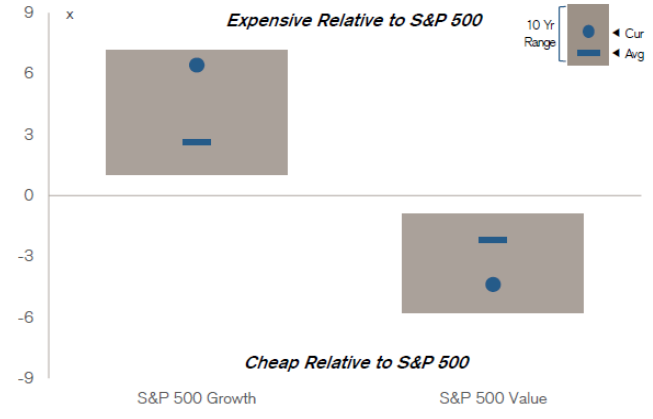 9
x
Expensive Relative to S&P 500
10 Yr
Range
Cur
Avg
6
3
0
-3
-6
Cheap Relative to S&P 500
-9
S&P 500 Growth
S&P 500 Value